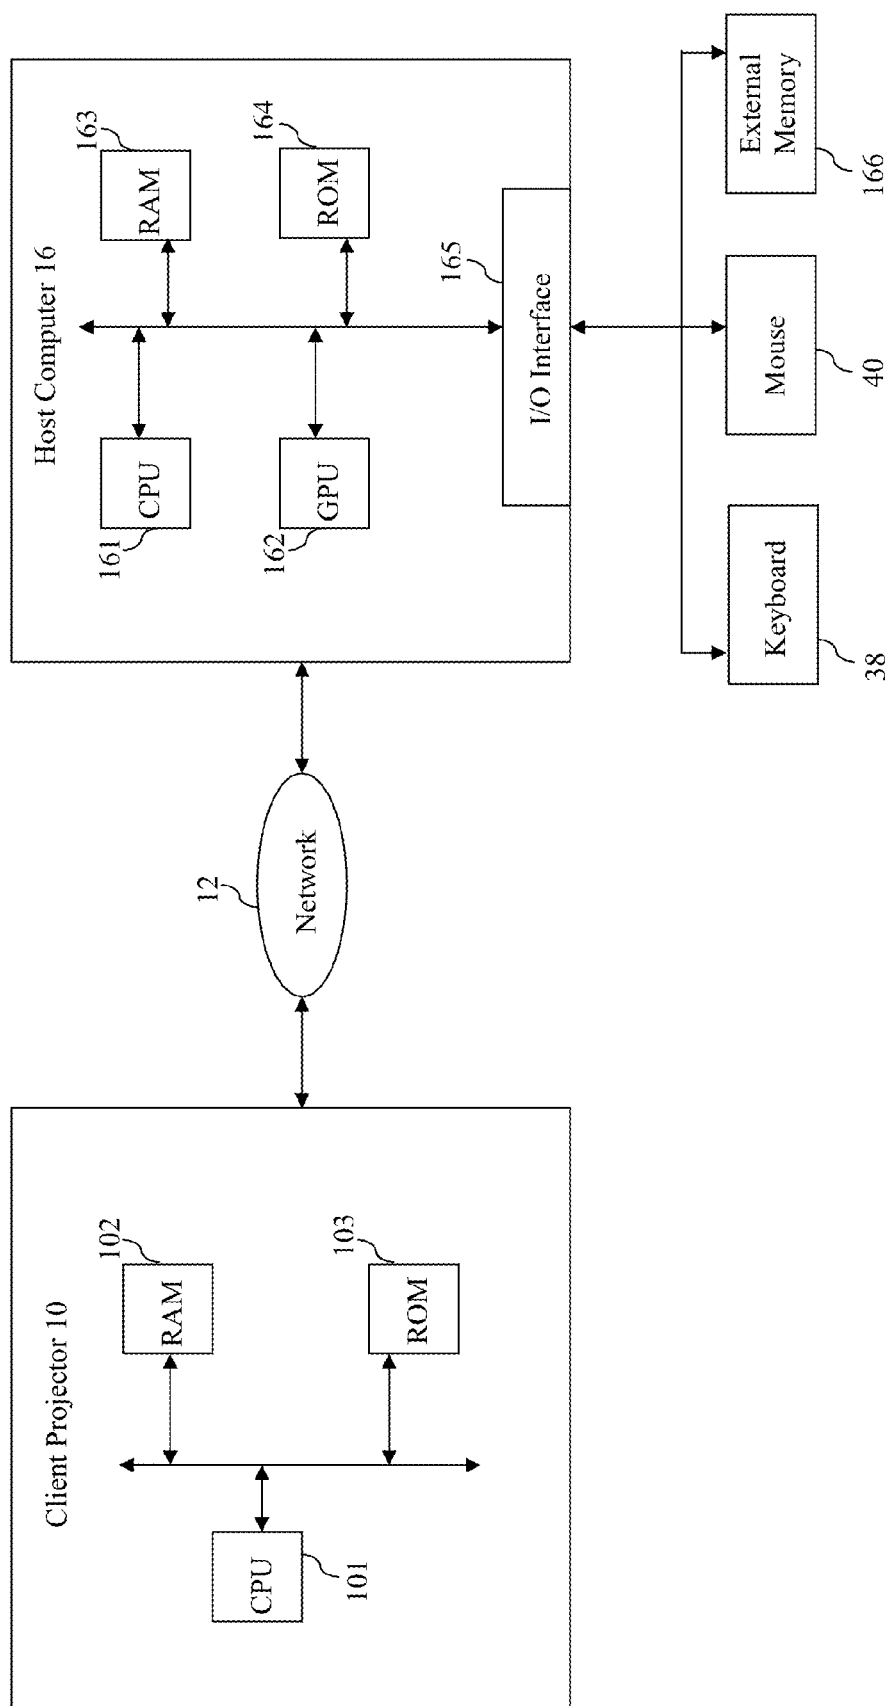 Client Projector 10
RAM
102
CPU
101
ROM
103
12
Network
Host Computer 16
CPU
161
RAM
163
GPU
162
ROM
164
I/O Interface
165
Keyboard
38
Mouse
40
External
Memory
166